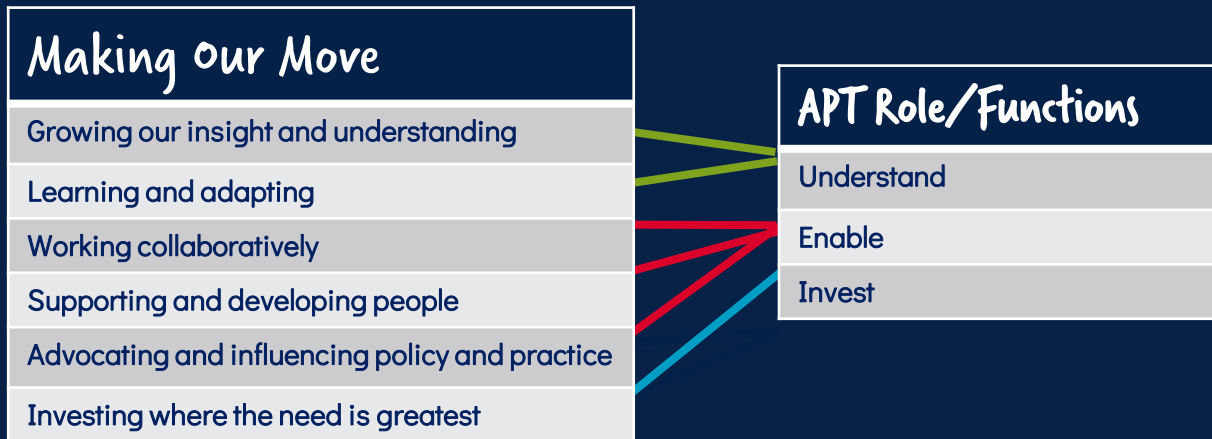 Making Our Move
Growing our insight and understanding
Learning and adapting
Working collaboratively
Supporting and developing people
Advocating and influencing policy and practice
Investing where the need is greatest
APT Role/Functions
Understand
Enable
Invest